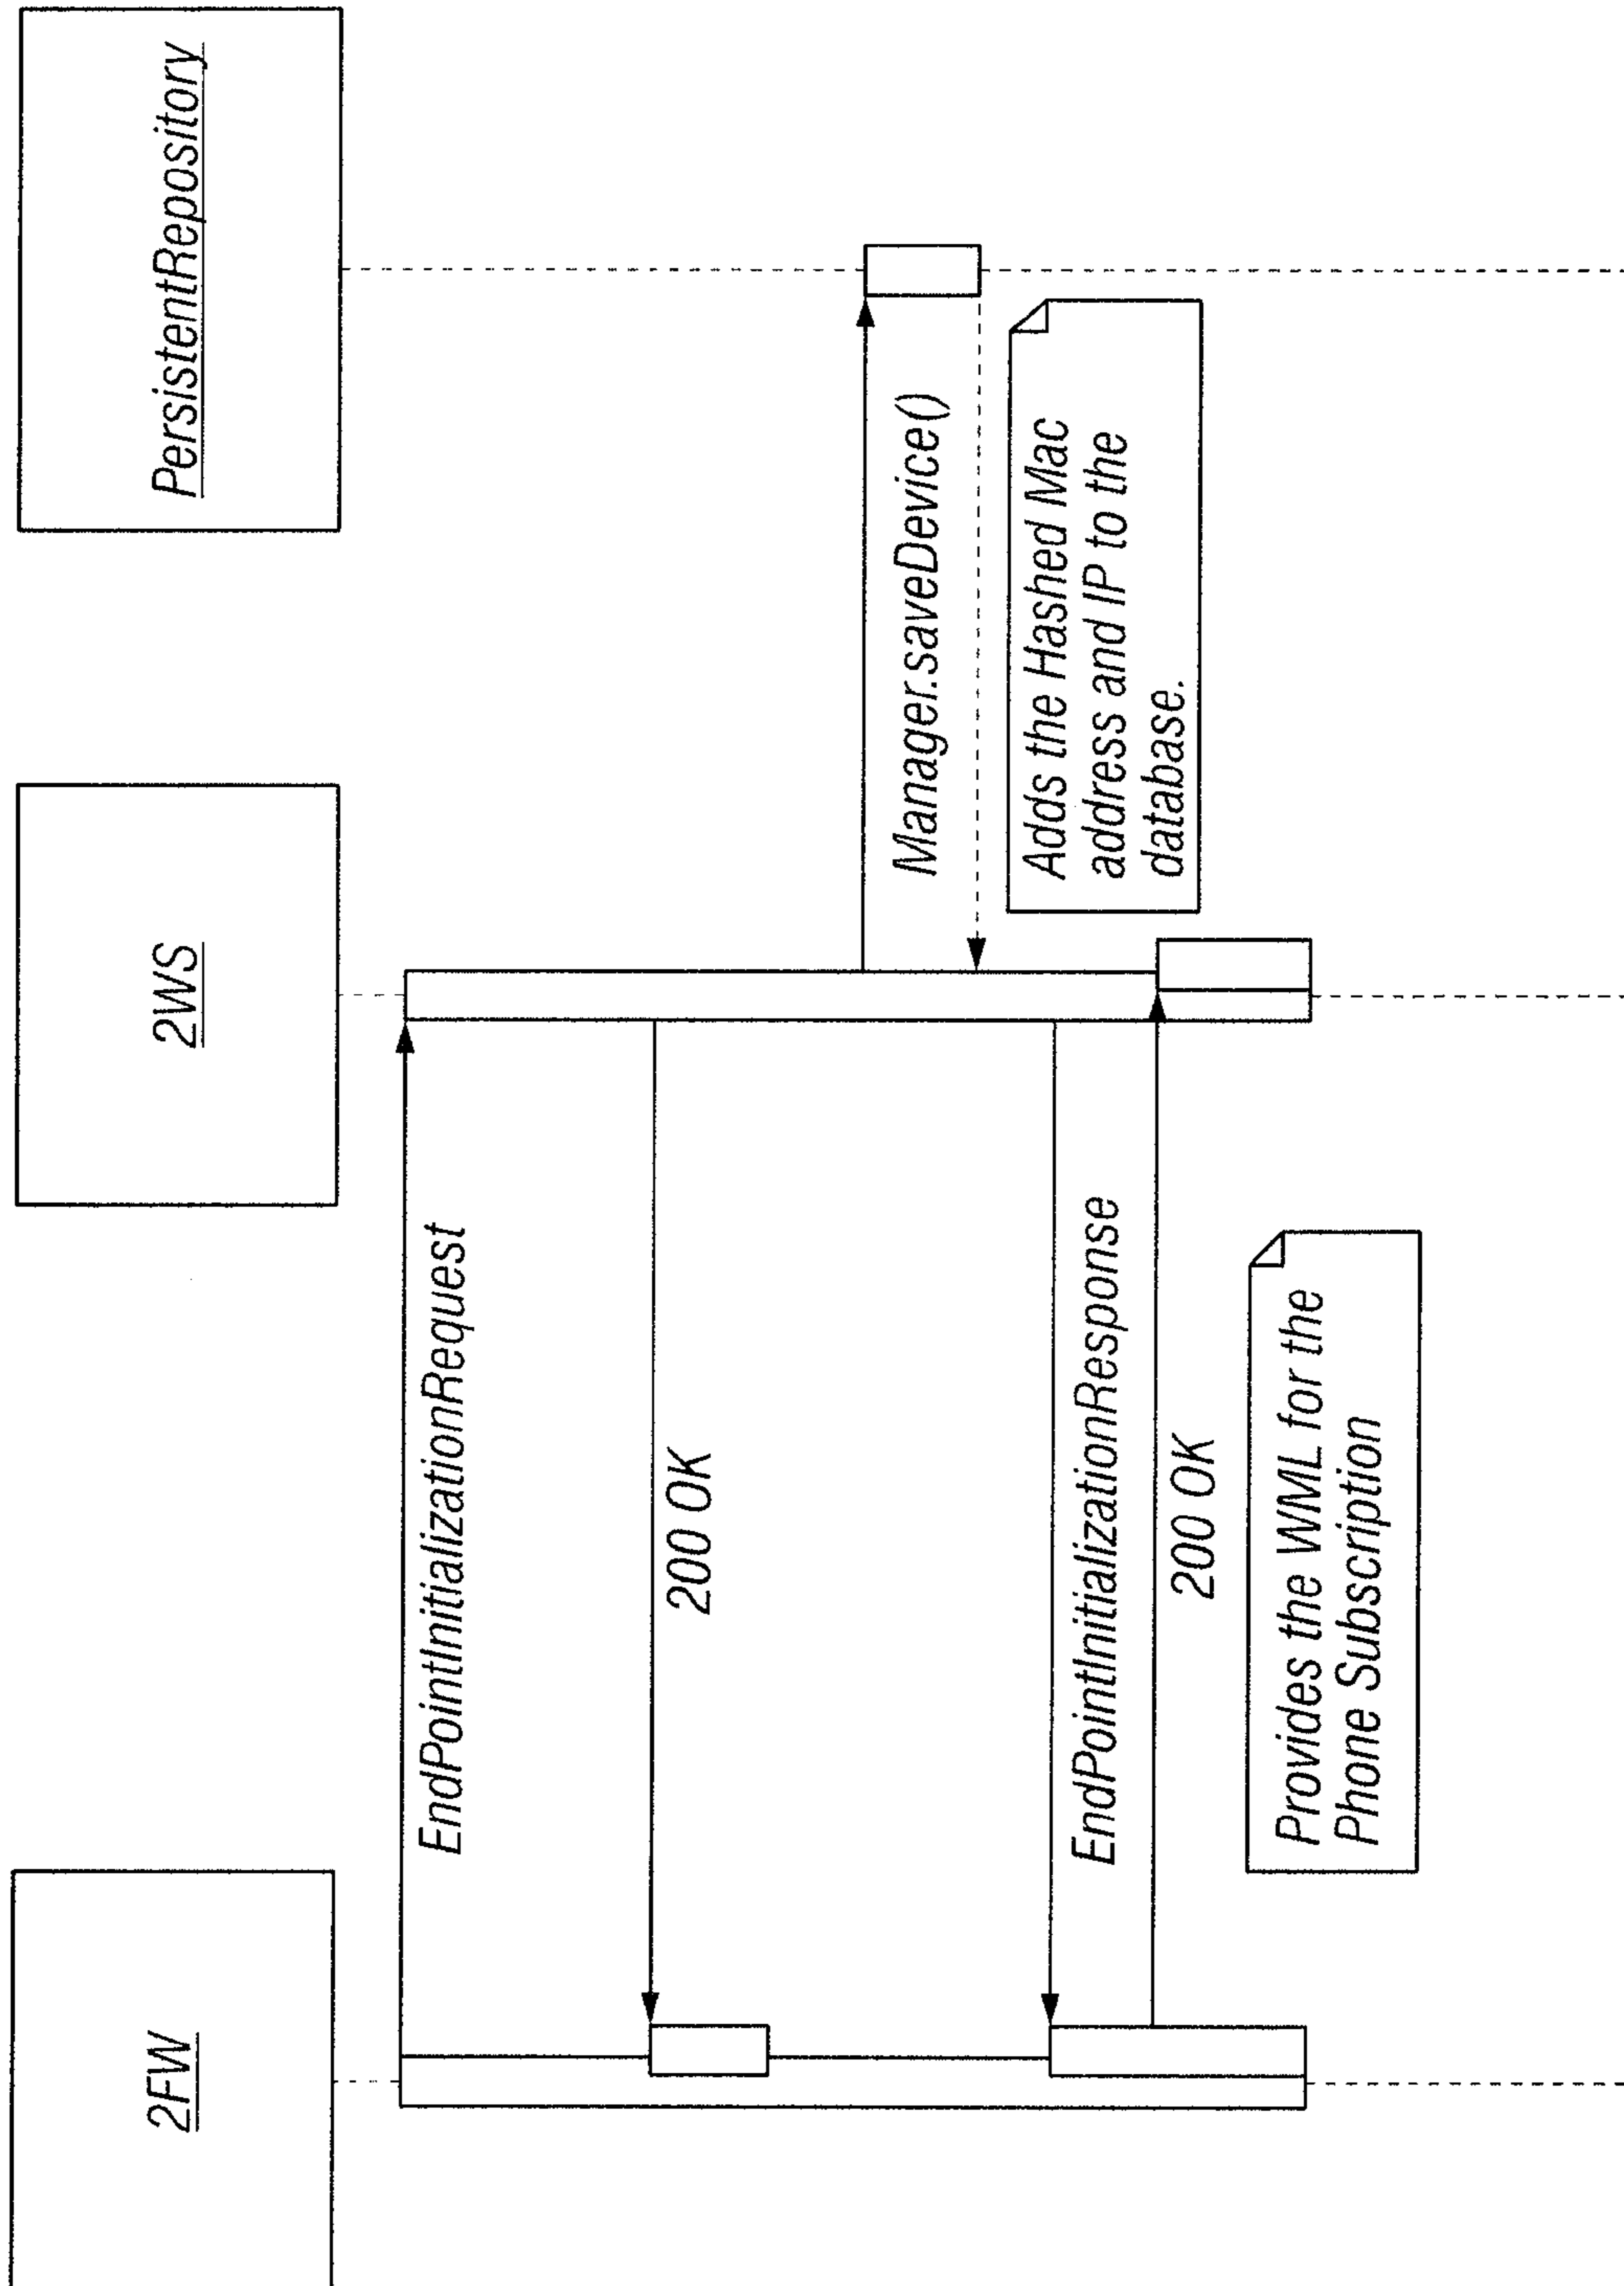 2FW
2WS
PersistentRepository
EndPointInitializationRequest
200 OK
Manager.saveDevice()
Adds the Hashed Mac
address and IP to the
database.
EndPointInitializationResponse
200 OK
Provides the WML for the
Phone Subscription